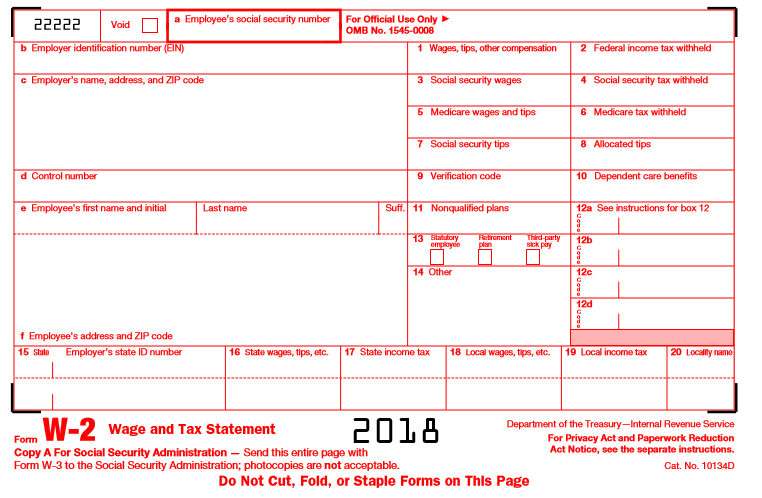 22222
Void
a Employee's social security number
For Official Use Only ►
OMB No. 1545-0008
b Employer identification number (EIN)
1 Wages, tips, other compensation
2 Federal income tax withheld
c Employer's name, address, and ZIP code
3 Social security wages
4 Social security tax withheld
5 Medicare wages and tips
6 Medicare tax withheld
7 Social security tips
8 Allocated tips
d Control number
9 Verification code
10 Dependent care benefits
e Employee's first name and initial
Last name
Suff.
11 Nonqualified plans
12a See instructions for box 12
Code
13
Statutory
employee
Retirement
plan
Third-party
sick pay
12b
Code
14 Other
12c
Code
12d
Code
f Employee's address and ZIP code
15 State
Employer's state ID number
16 State wages, tips, etc.
17 State income tax
18 Local wages, tips, etc.
19 Local income tax
20 Locality name
Form W-2 Wage and Tax Statement
2018
Department of the Treasury—Internal Revenue Service
For Privacy Act and Paperwork Reduction
Act Notice, see the separate instructions.
Copy A For Social Security Administration — Send this entire page with
Form W-3 to the Social Security Administration; photocopies are not acceptable.
Cat. No. 10134D
Do Not Cut, Fold, or Staple Forms on This Page